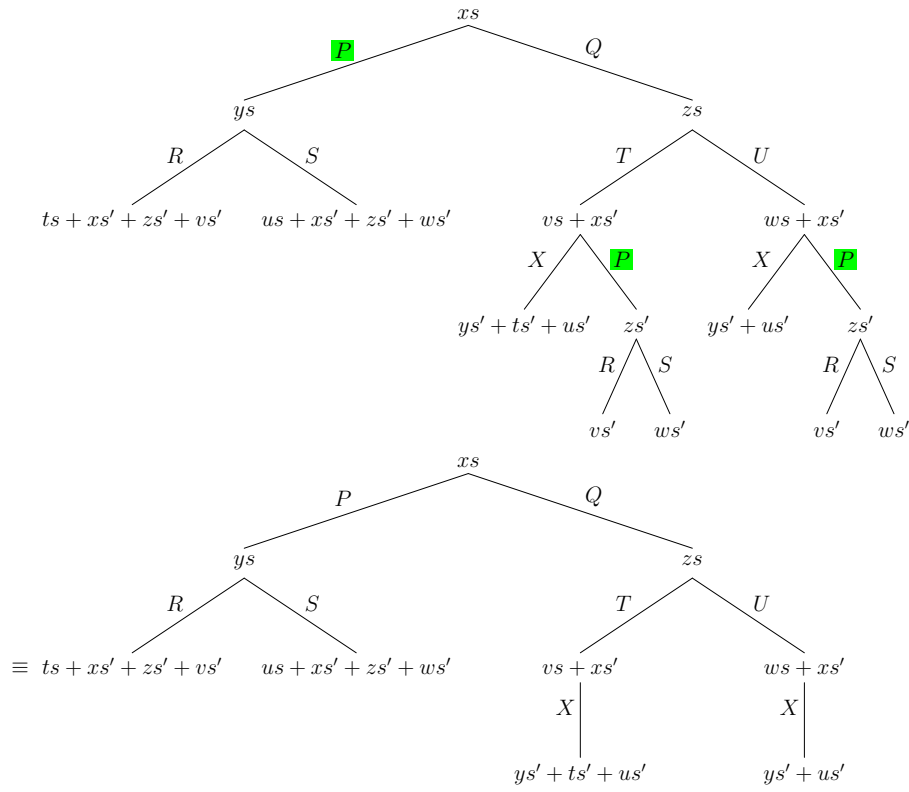 xs
P Q
ys zs
R S T U
ts + xs′ + zs′ + vs′ us + xs′ + zs′ + ws′ vs + xs′ ws + xs′
X P X P
ys′ + ts′ + us′ zs′ ys′ + us′ zs′
R S R S
vs′ ws′ vs′ ws′
xs
P Q
ys zs
R S T U
≡ ts + xs′ + zs′ + vs′ us + xs′ + zs′ + ws′ vs + xs′ ws + xs′
X X
ys′ + ts′ + us′ ys′ + us′